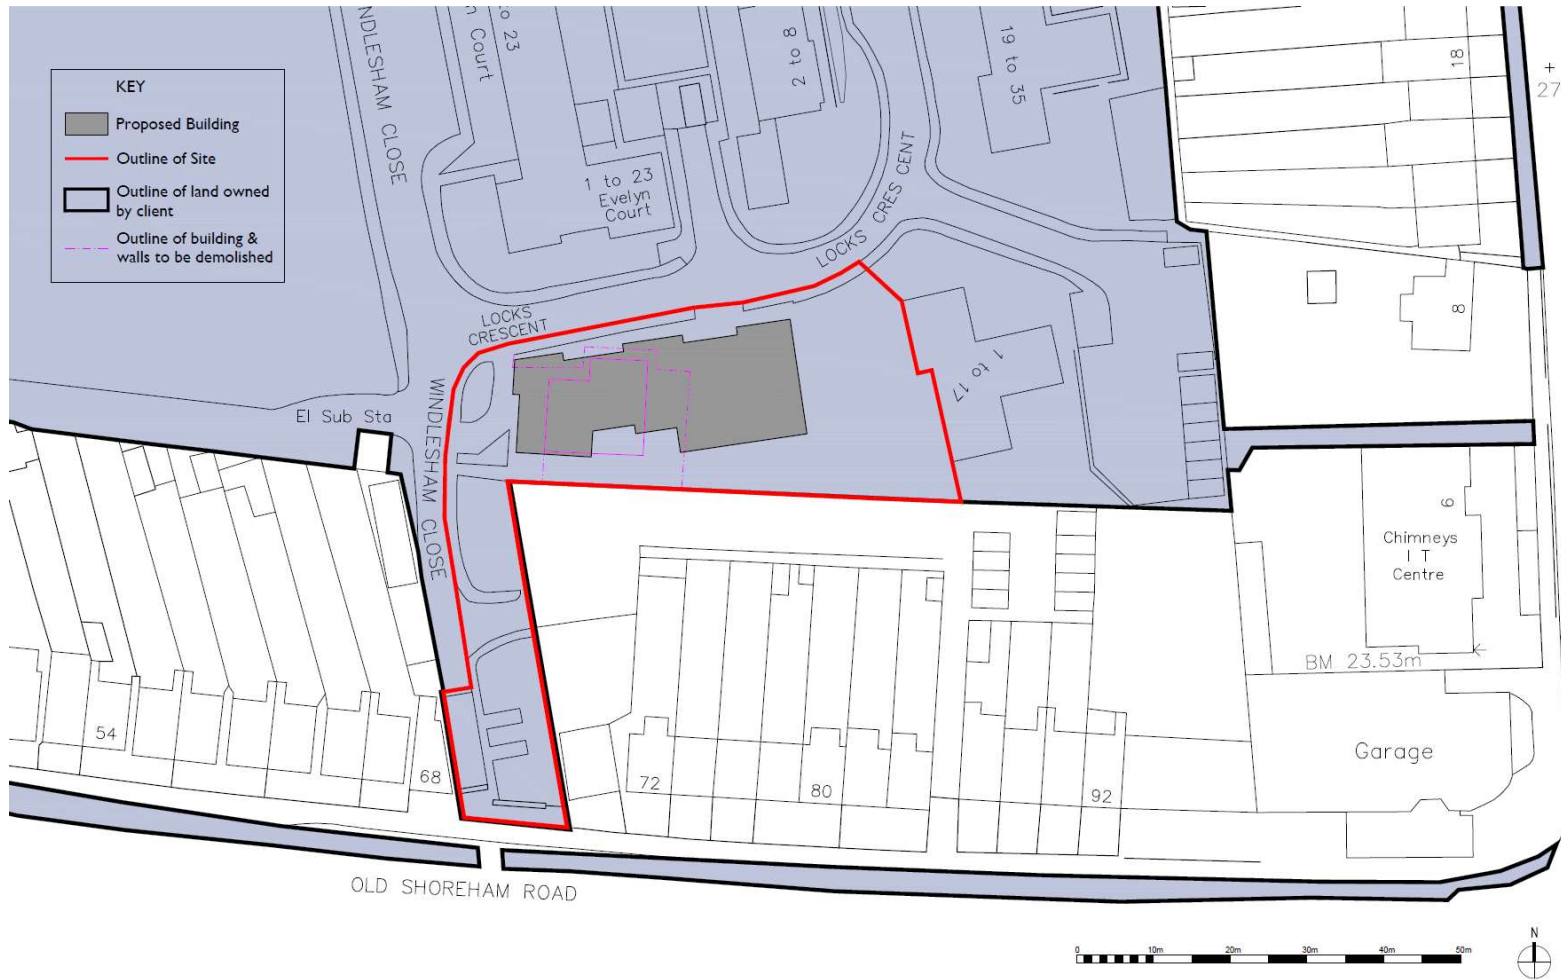 KEY
Proposed Building
Outline of Site
Outline of land owned
by client
Outline of building &
walls to be demolished
WINDLESHAM CLOSE
to 23
Court
1 to 23
Evelyn
Court
2 to 8
19 to 35
18
27
LOCKS CRESCENT
LOCKS
CRESCENT
1 to 17
8
El Sub Sta
WINDLESHAM CLOSE
6
Chimneys
I T
Centre
BM 23.53m
Garage
54
68
72
80
92
OLD SHOREHAM ROAD
0 10m 20m 30m 40m 50m
N